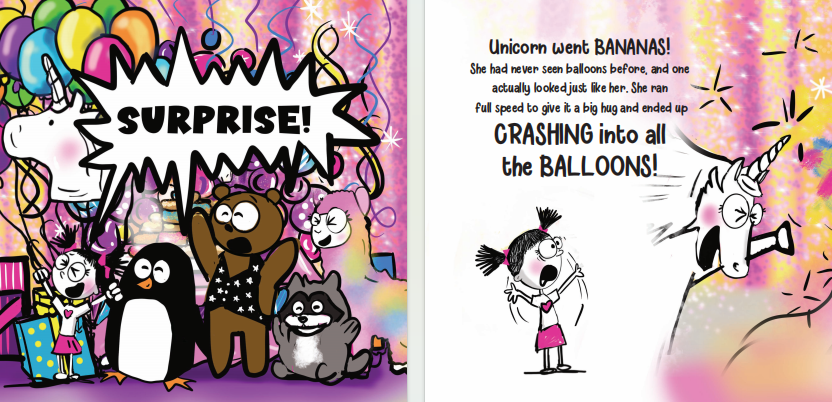 SURPRISE!
Unicorn went BANANAS!
She had never seen balloons before, and one
actually looked just like her. She ran
full speed to give it a big hug and ended up
CRASHING into all
the BALLOONS!